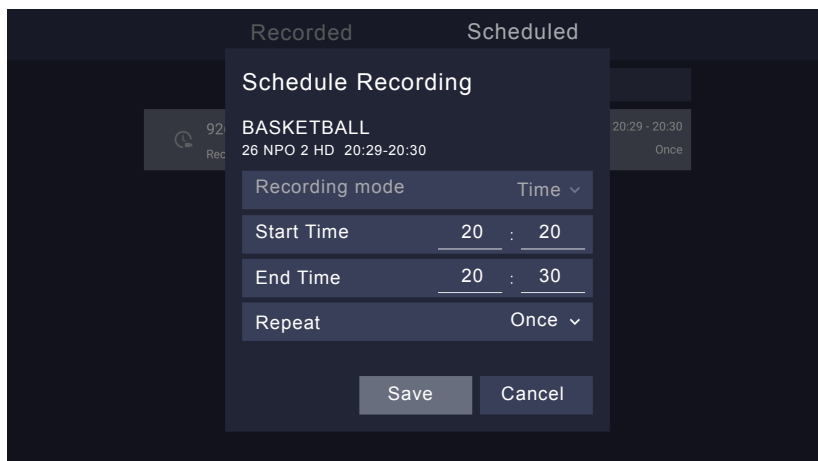 Recorded Scheduled
Schedule Recording
BASKETBALL
26 NPO 2 HD 20:29-20:30
20:29 - 20:30
Once
Recording mode Time
Start Time 20 : 20
End Time 20 : 30
Repeat Once
Save Cancel